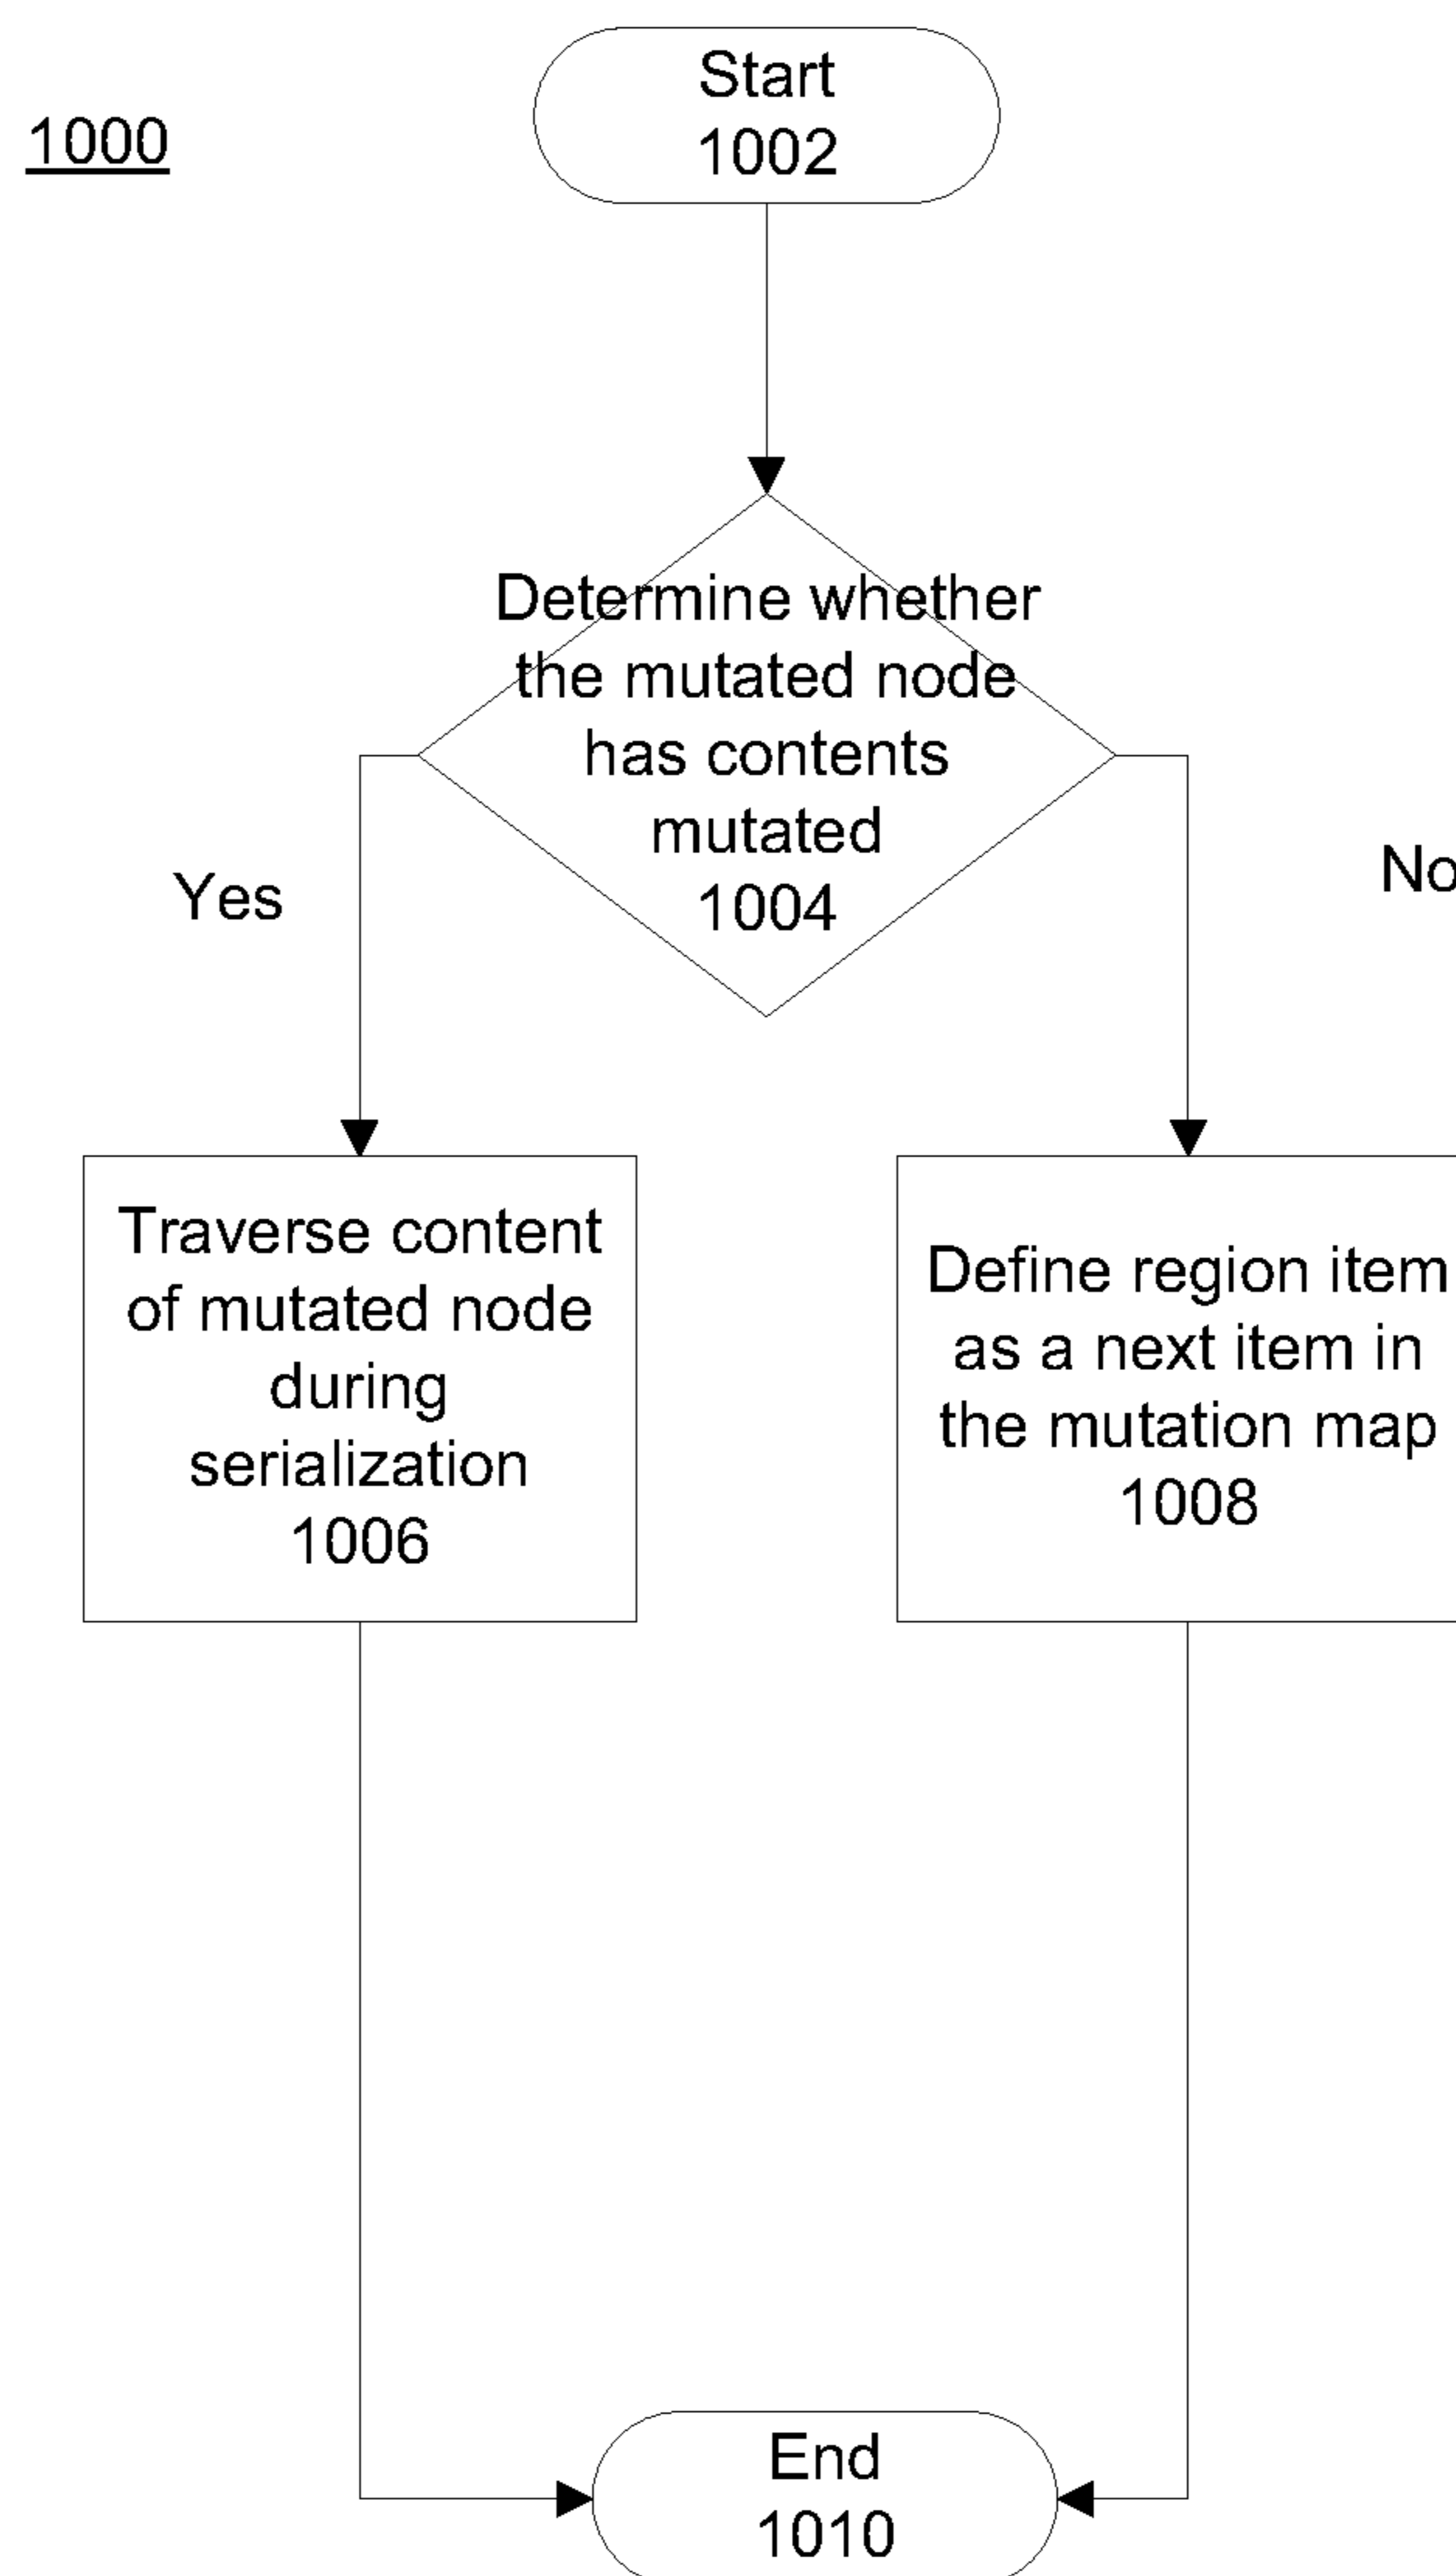 1000
Start
1002
Determine whether
the mutated node
has contents
mutated
1004
Yes
No
Traverse content
of mutated node
during
serialization
1006
Define region item
as a next item in
the mutation map
1008
End
1010